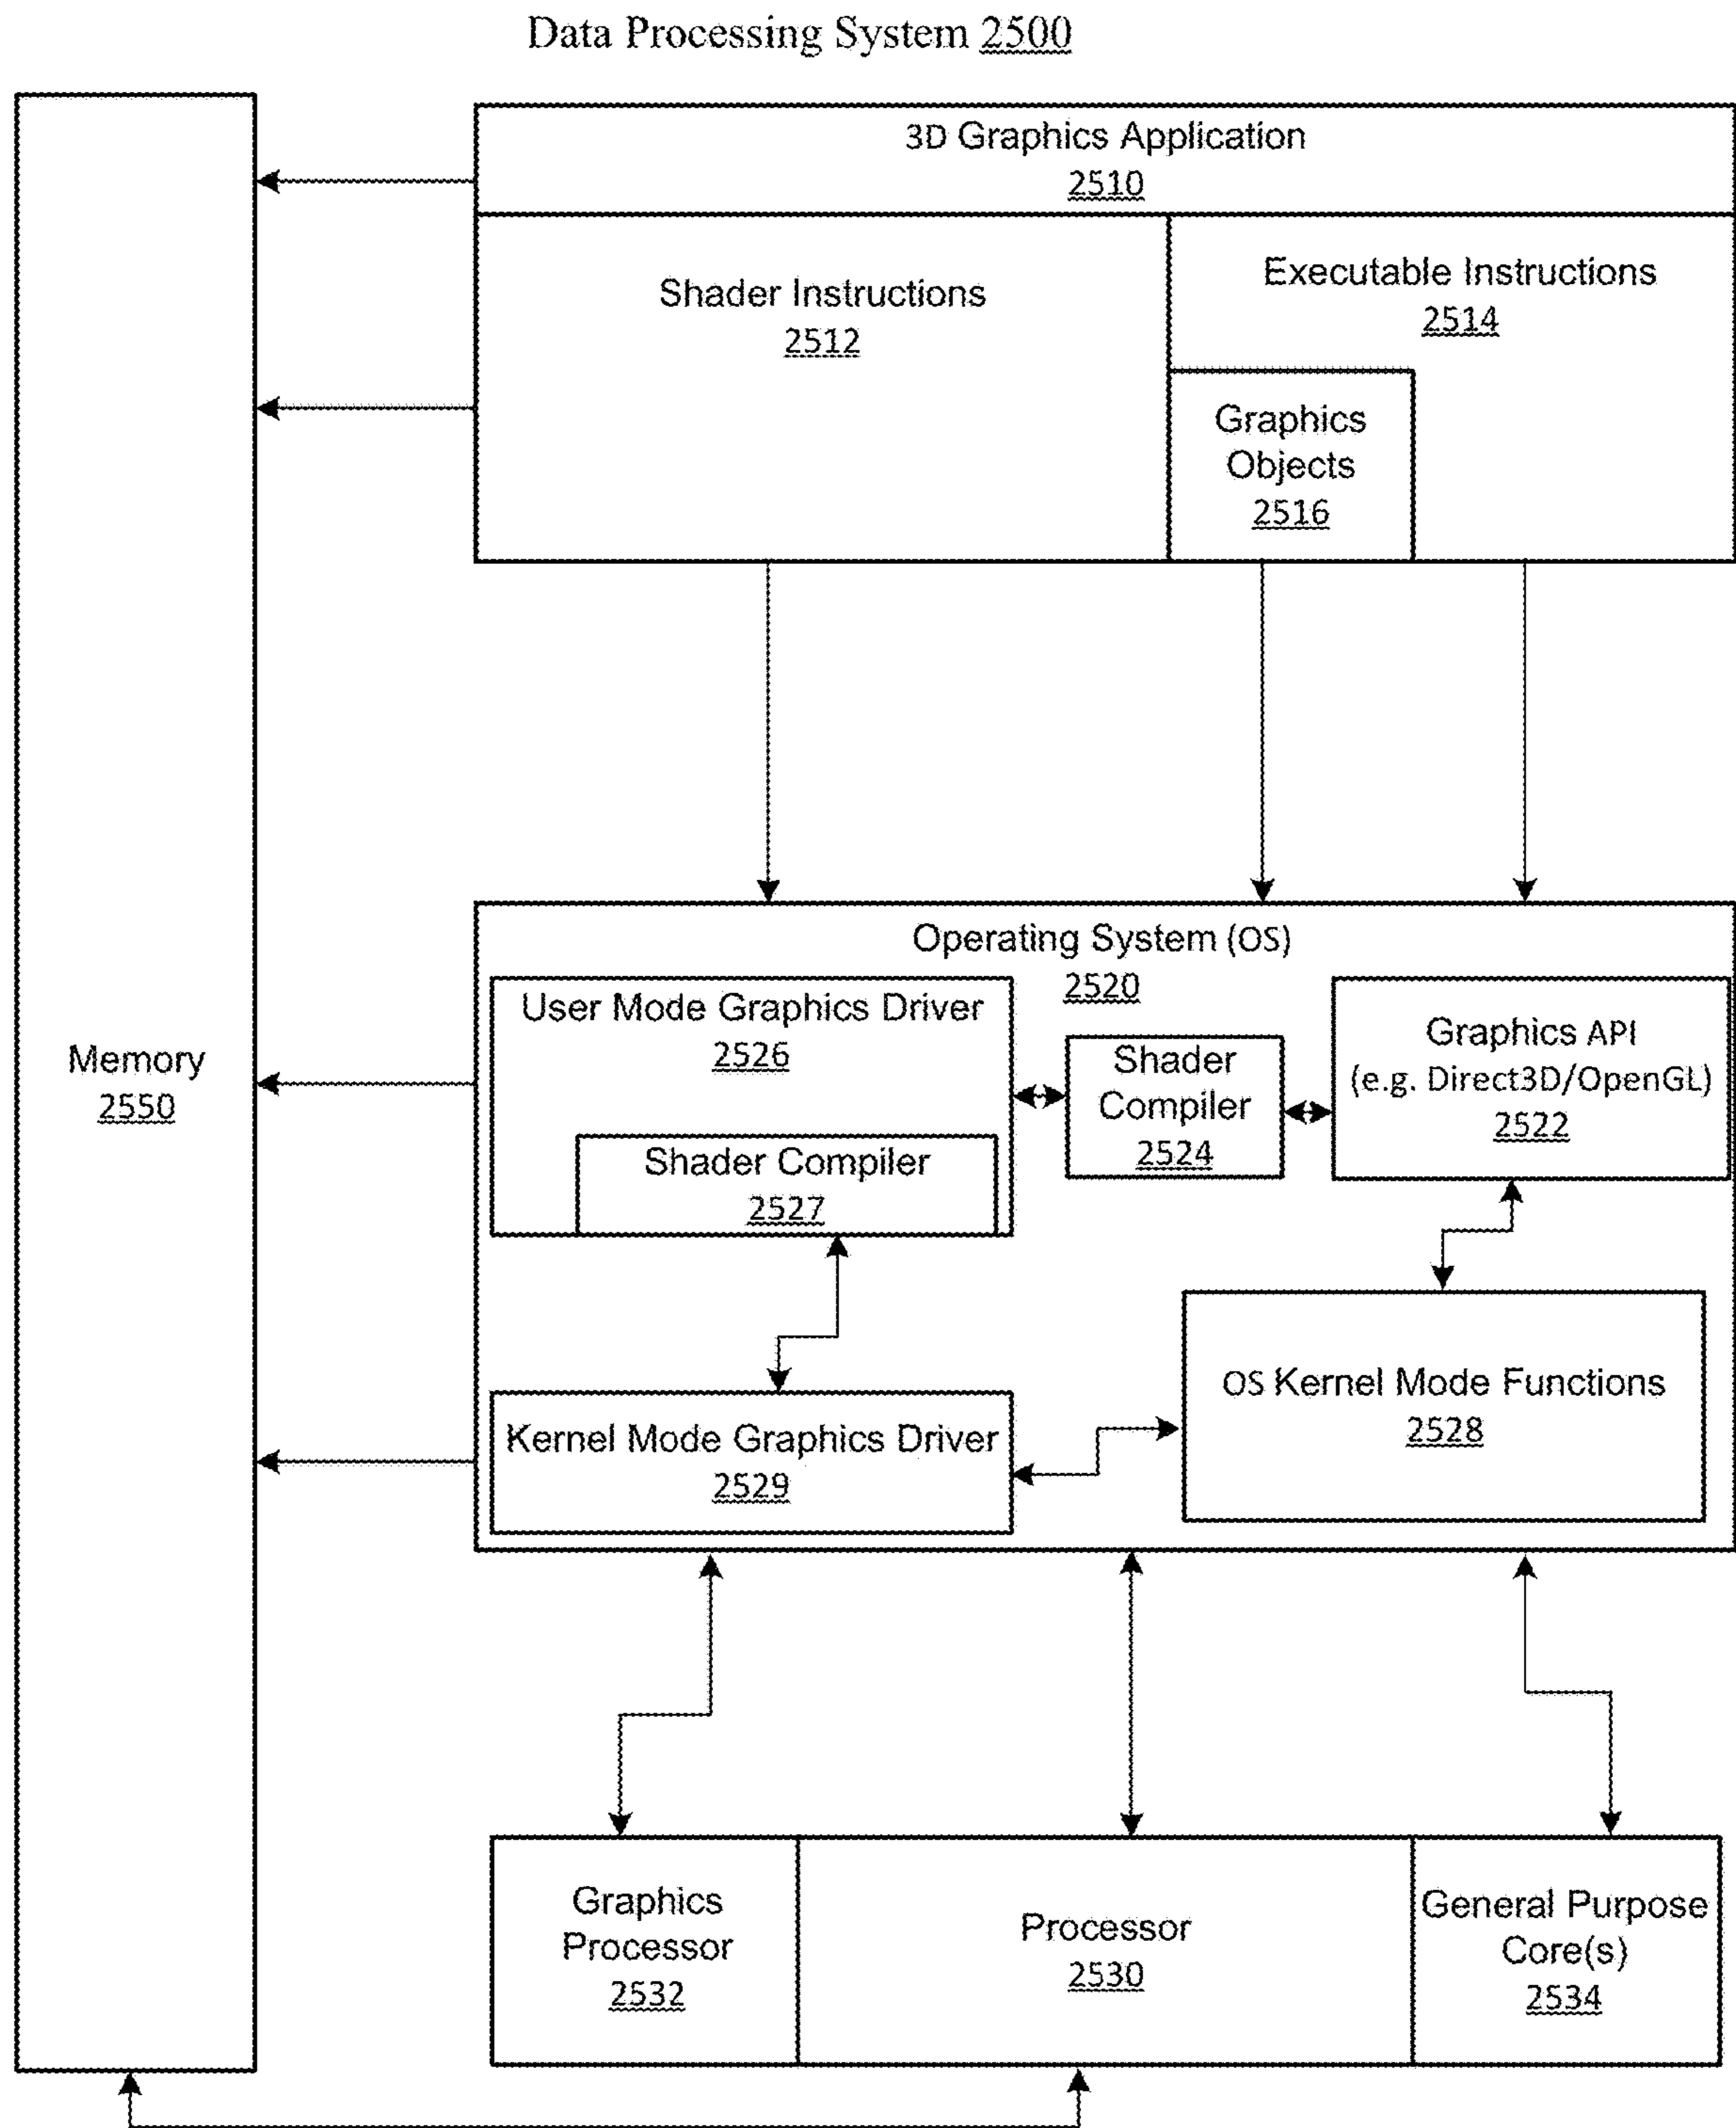 Data Processing System 2500
3D Graphics Application
2510
Shader Instructions
2512
Executable Instructions
2514
Graphics
Objects
2516
Memory
2550
Operating System (OS)
2520
User Mode Graphics Driver
2526
Shader Compiler
2527
Shader
Compiler
2524
Graphics API
(e.g. Direct3D/OpenGL)
2522
Kernel Mode Graphics Driver
2529
OS Kernel Mode Functions
2528
Graphics
Processor
2532
Processor
2530
General Purpose
Core(s)
2534